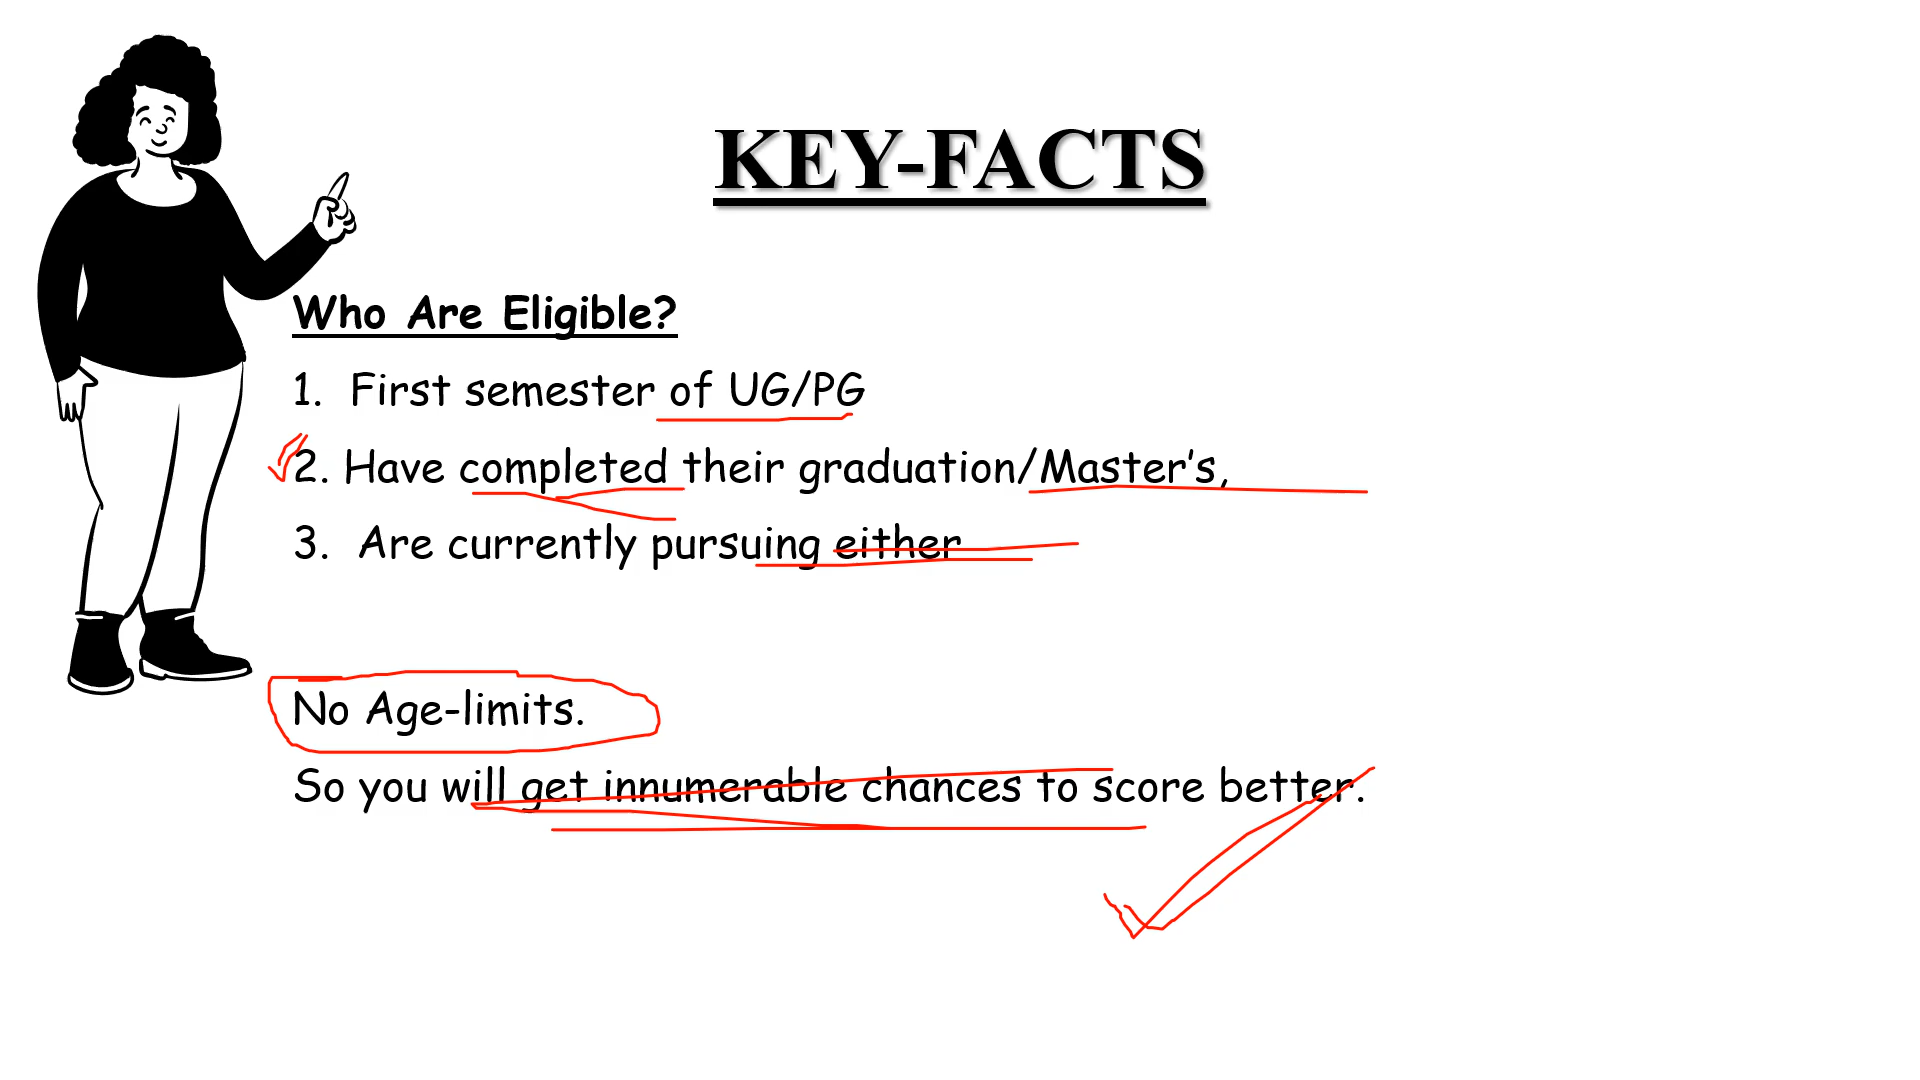 KEY-FACTS
Who Are Eligible?
1. First semester of UG/PG
2. Have completed their graduation/Master's,
3. Are currently pursuing either
No Age-limits.
So you will get innumerable chances to score better.